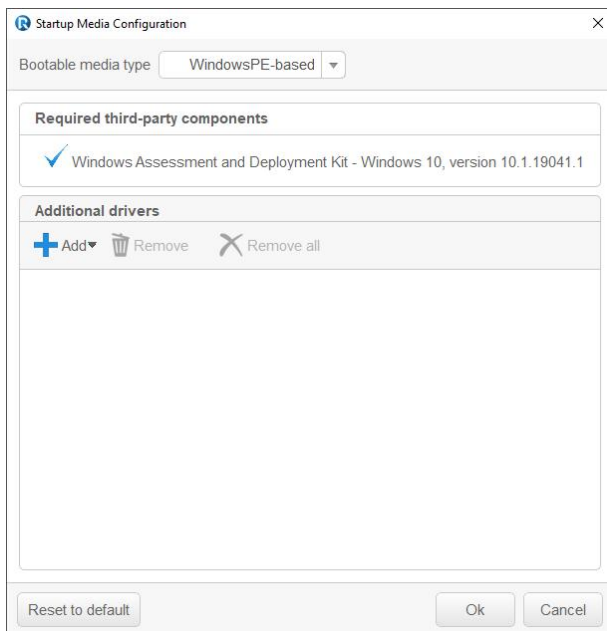 Startup Media Configuration
Bootable media type WindowsPE-based
Required third-party components
Windows Assessment and Deployment Kit - Windows 10, version 10.1.19041.1
Additional drivers
Add Remove Remove all
Reset to default Ok Cancel